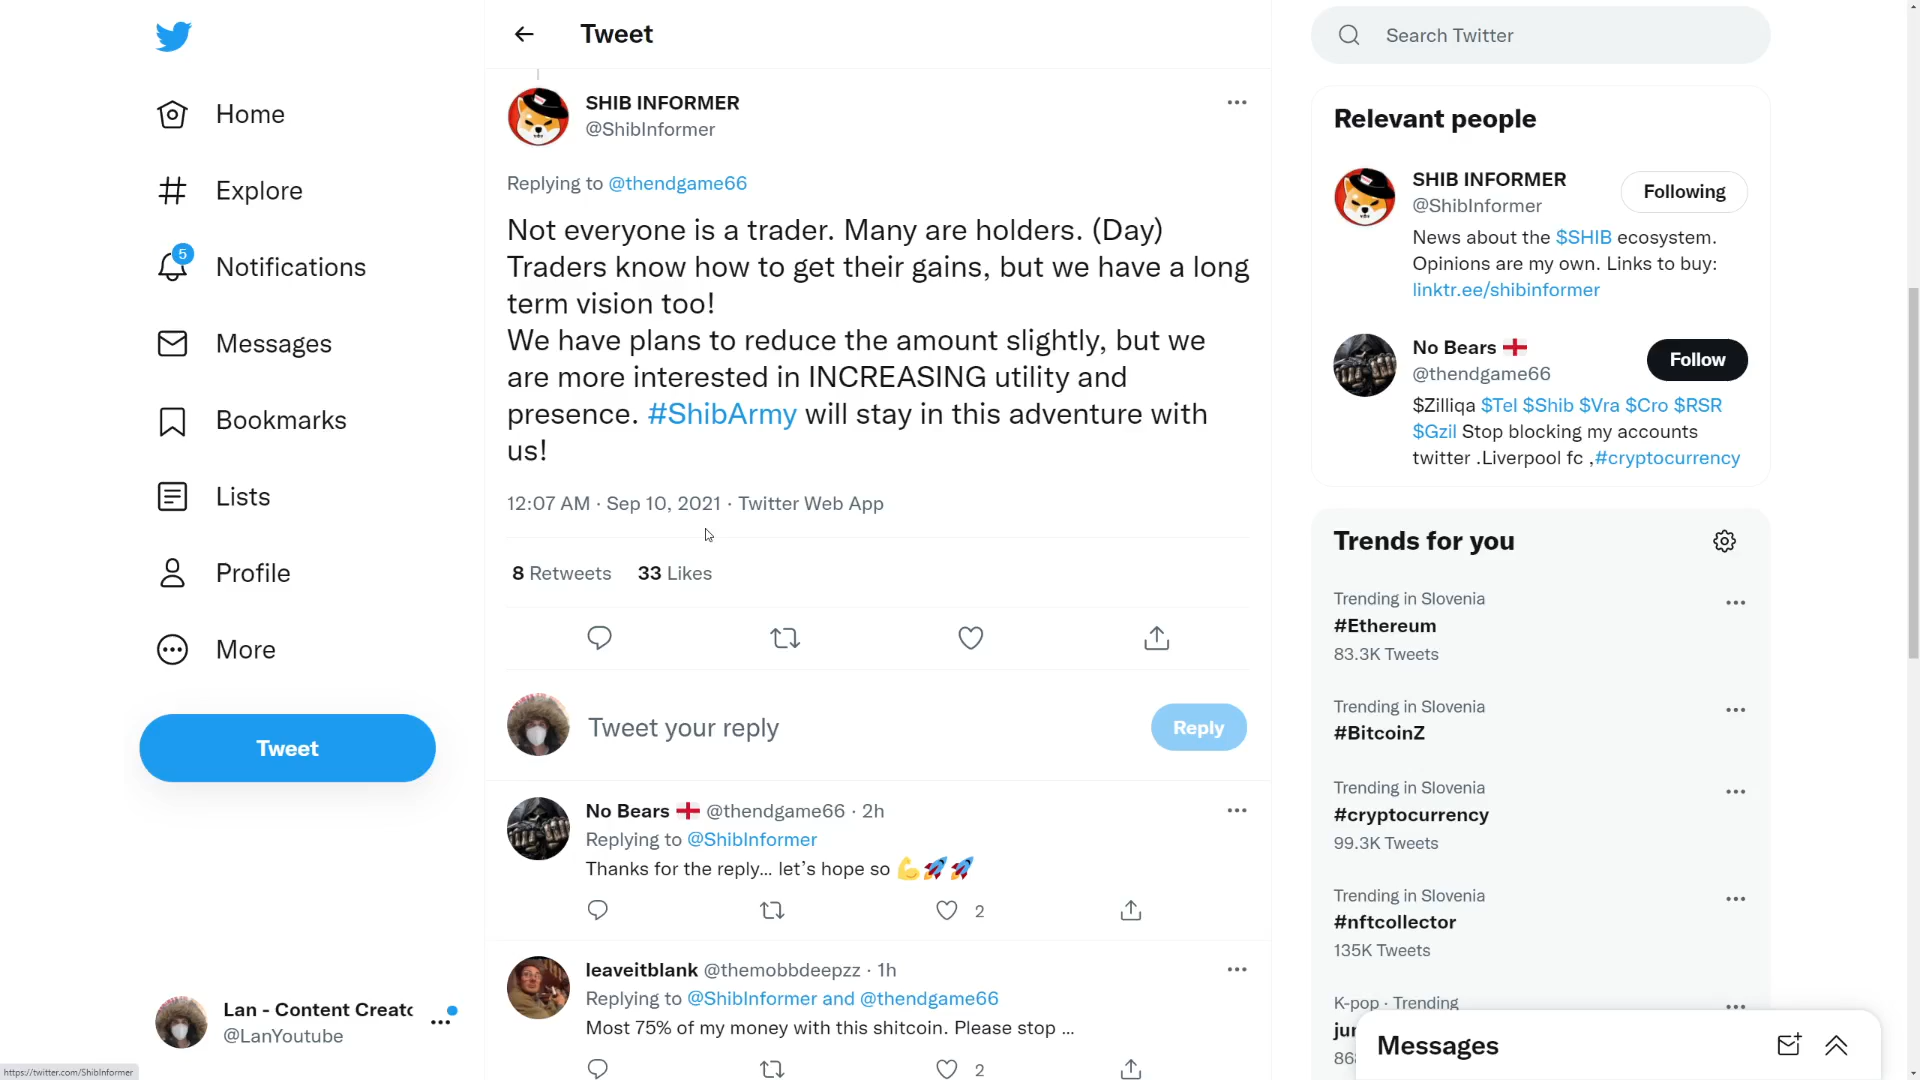 Home
Explore
5
Notifications
Messages
Bookmarks
Lists
Profile
More
Tweet
Lan - Content Creato
@LanYoutube
https://twitter.com/ShibInformer
Tweet
SHIB INFORMER
@ShibInformer
Replying to @thendgame66
Not everyone is a trader. Many are holders. (Day)
Traders know how to get their gains, but we have a long
term vision too!
We have plans to reduce the amount slightly, but we
are more interested in INCREASING utility and
presence. #ShibArmy will stay in this adventure with
us!
12:07 AM · Sep 10, 2021 · Twitter Web App
8 Retweets 33 Likes
Tweet your reply
Reply
No Bears @thendgame66 · 2h
Replying to @ShibInformer
Thanks for the reply... let’s hope so 💪🚀🚀
2
leaveitblank @themobbdeepzz · 1h
Replying to @ShibInformer and @thendgame66
Most 75% of my money with this shitcoin. Please stop ...
2
Search Twitter
Relevant people
SHIB INFORMER
@ShibInformer
Following
News about the $SHIB ecosystem.
Opinions are my own. Links to buy:
linktr.ee/shibinformer
No Bears
@thendgame66
Follow
$Zilliqa $Tel $Shib $Vra $Cro $RSR
$Gzil Stop blocking my accounts
twitter .Liverpool fc ,#cryptocurrency
Trends for you
Trending in Slovenia
#Ethereum
83.3K Tweets
Trending in Slovenia
#BitcoinZ
Trending in Slovenia
#cryptocurrency
99.3K Tweets
Trending in Slovenia
#nftcollector
135K Tweets
K-pop · Trending
Messages